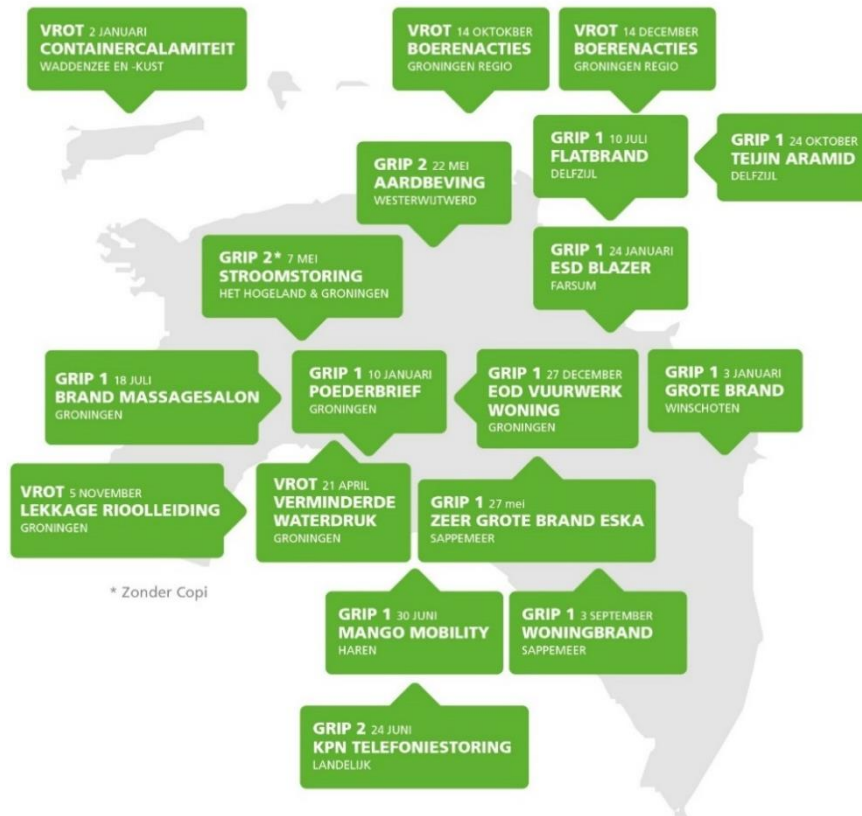 VROT 2 JANUARI
CONTAINERCALAMITEIT
WADDENZEE EN -KUST
VROT 14 OKTOKBER
BOERENACTIES
GRONINGEN REGIO
VROT 14 DECEMBER
BOERENACTIES
GRONINGEN REGIO
GRIP 1 10 JULI
FLATBRAND
DELFZIJL
GRIP 1 24 OKTOBER
TEIJIN ARAMID
DELFZIJL
GRIP 2 22 MEI
AARDBEVING
WESTERWIJTWERD
GRIP 2* 7 MEI
STROOMSTORING
HET HOGELAND & GRONINGEN
GRIP 1 24 JANUARI
ESD BLAZER
FARSUM
GRIP 1 18 JULI
BRAND MASSAGESALON
GRONINGEN
GRIP 1 10 JANUARI
POEDERBRIEF
GRONINGEN
GRIP 1 27 DECEMBER
EOD VUURWERK
WONING
GRONINGEN
GRIP 1 3 JANUARI
GROTE BRAND
WINSCHOTEN
VROT 5 NOVEMBER
LEKKAGE RIOOLLEIDING
GRONINGEN
VROT 21 APRIL
VERMINDERDE
WATERDRUK
GRONINGEN
GRIP 1 27 mei
ZEER GROTE BRAND ESKA
SAPPEMEER
* Zonder Copi
GRIP 1 30 JUNI
MANGO MOBILITY
HAREN
GRIP 1 3 SEPTEMBER
WONINGBRAND
SAPPEMEER
GRIP 2 24 JUNI
KPN TELEFONIESTORING
LANDELIJK